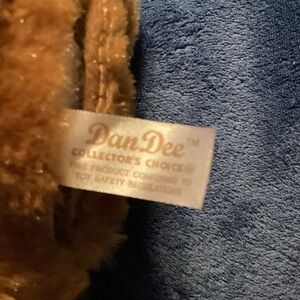 DanDee™
COLLECTOR'S CHOICE®
THIS PRODUCT CONFORMS TO
TOY SAFETY REGULATIONS